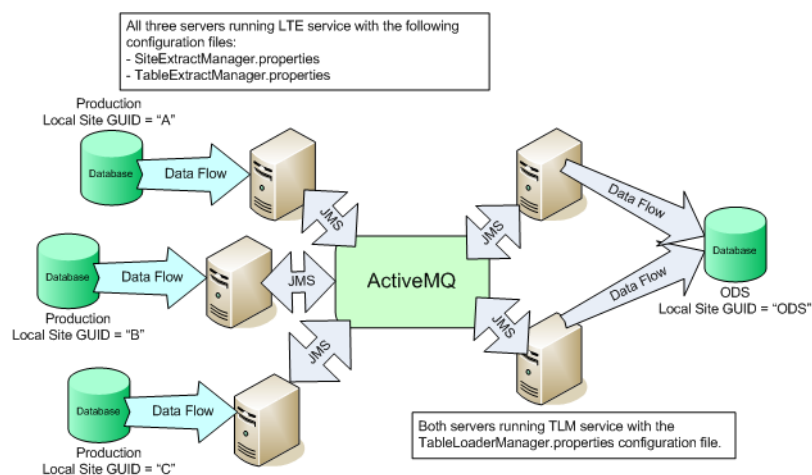 All three servers running LTE service with the following
configuration files:
- SiteExtractManager.properties
- TableExtractManager.properties
Production
Local Site GUID = “A”
Database
Data Flow
JMS
JMS
Data Flow
Database
Data Flow
JMS
ActiveMQ
Database
ODS
Local Site GUID = “ODS”
Data Flow
Production
Local Site GUID = “B”
JMS
JMS
Database
Data Flow
Production
Local Site GUID = “C”
Both servers running TLM service with the
TableLoaderManager.properties configuration file.